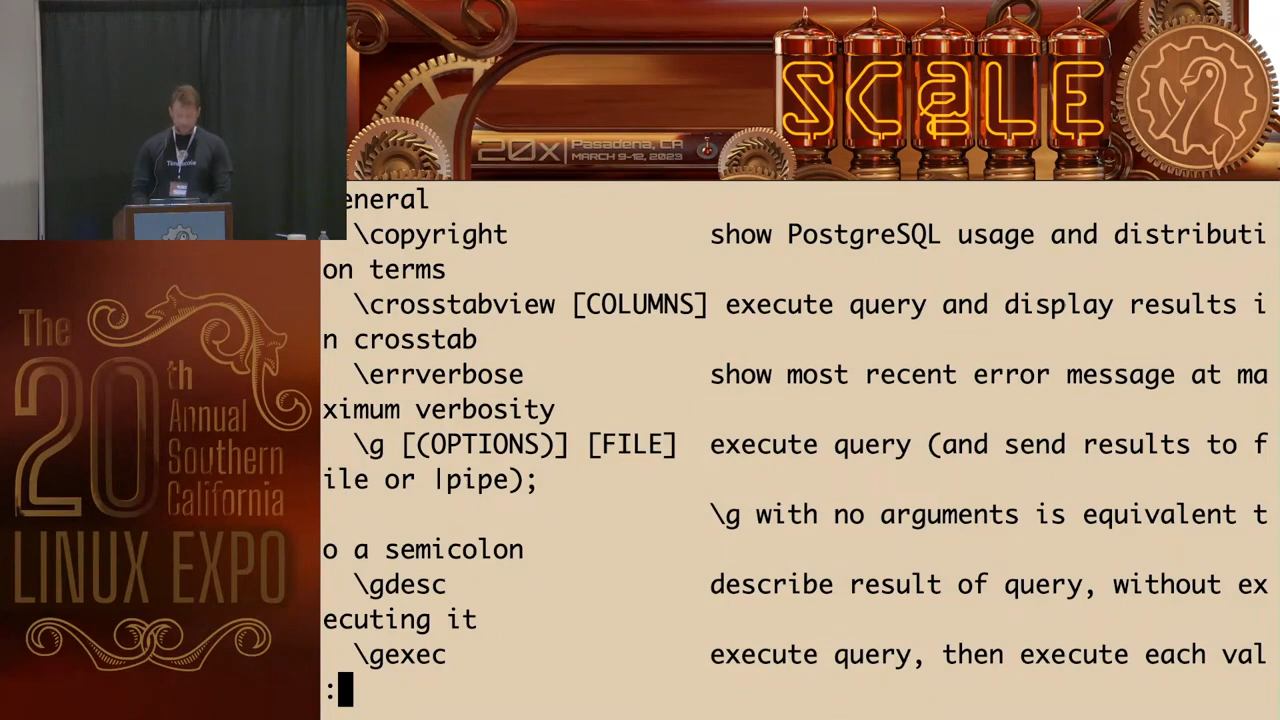 SCaLE
20x
Pasadena, CA
MARCH 9-12, 2023
The
20th
Annual
Southern
California
LINUX EXPO
eneral
\copyright show PostgreSQL usage and distributi
on terms
\crosstabview [COLUMNS] execute query and display results i
n crosstab
\errverbose show most recent error message at ma
ximum verbosity
\g [(OPTIONS)] [FILE] execute query (and send results to f
ile or |pipe);
\g with no arguments is equivalent t
o a semicolon
\gdesc describe result of query, without ex
ecuting it
\gexec execute query, then execute each val
: